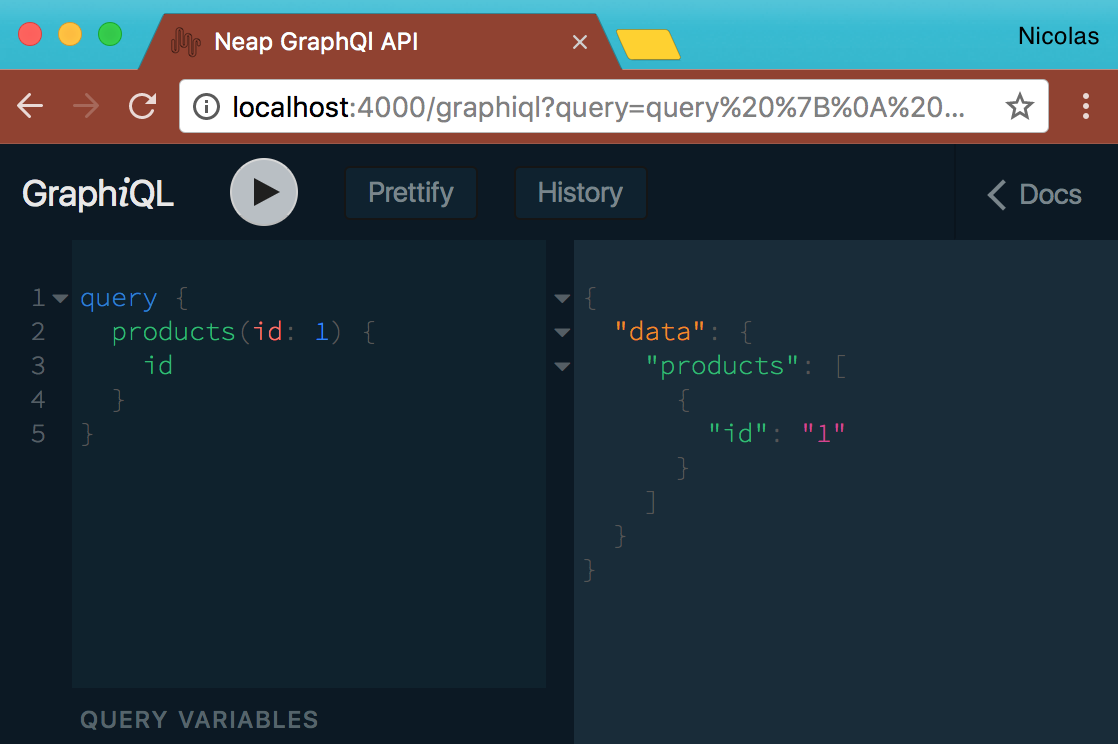 Neap GraphQl API
Nicolas
localhost:4000/graphiql?query=query%20%7B%0A%20...
GraphiQL
Prettify
History
Docs
1 query {
2   products(id: 1) {
3     id
4   }
5 }
{
  "data": {
    "products": [
      {
        "id": "1"
      }
    ]
  }
}
QUERY VARIABLES